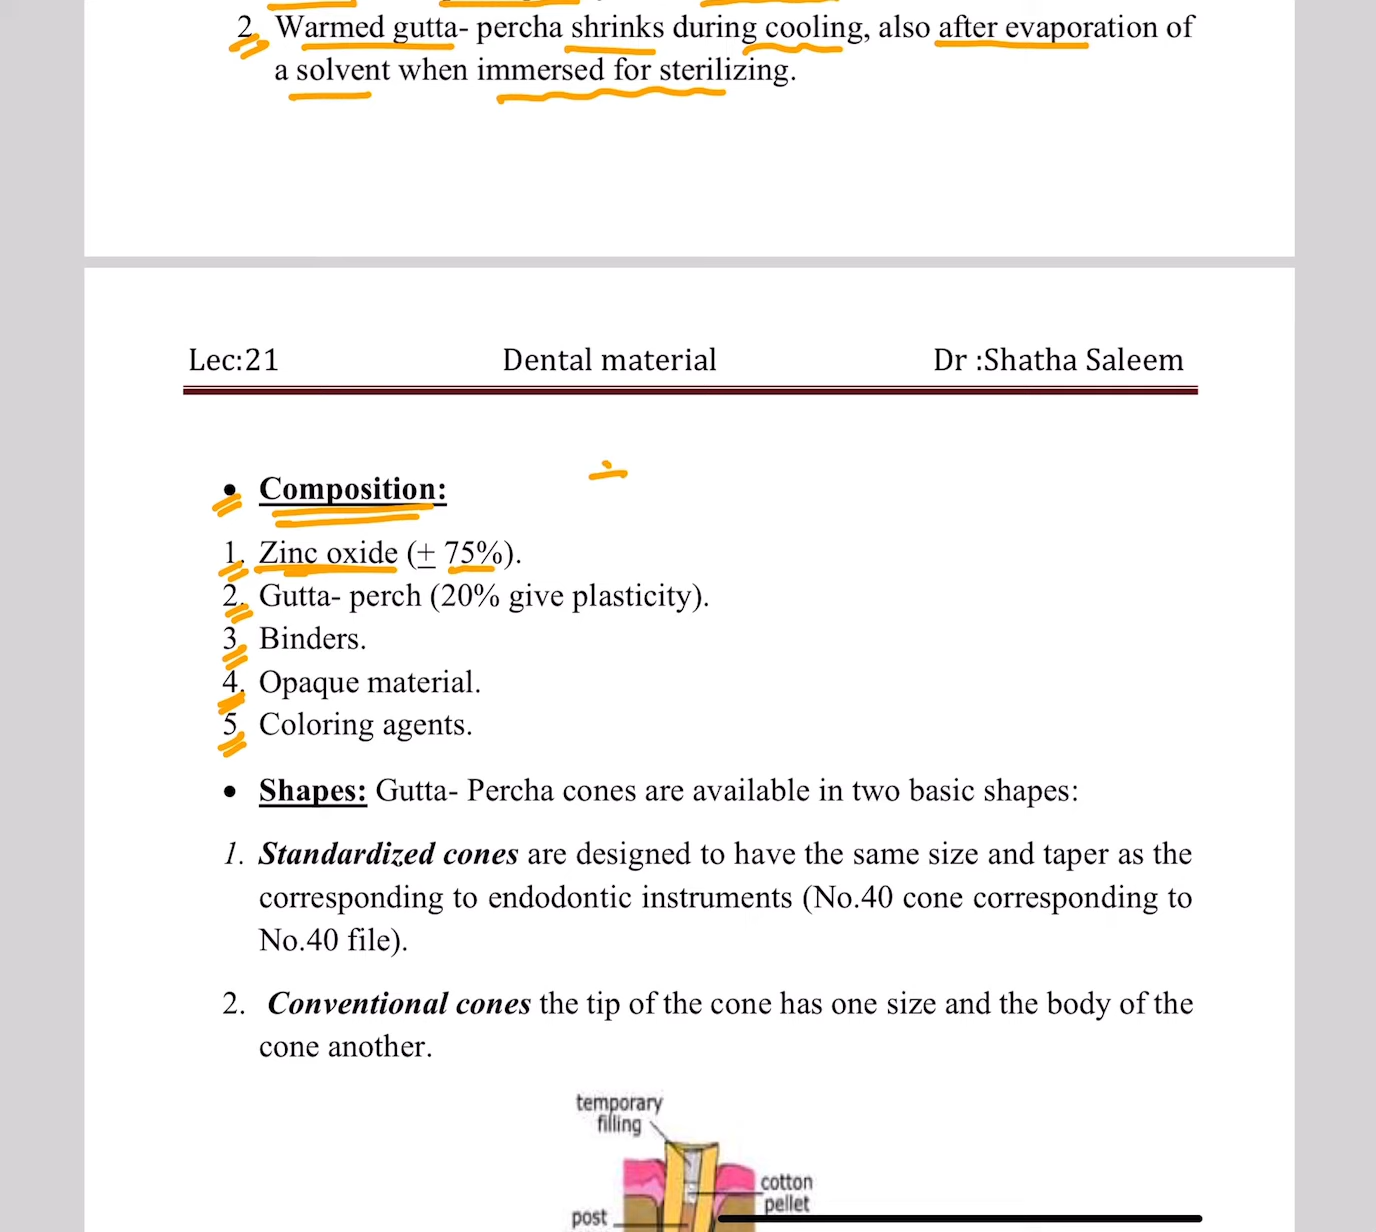 2. Warmed gutta- percha shrinks during cooling, also after evaporation of
a solvent when immersed for sterilizing.
Lec:21 Dental material Dr :Shatha Saleem
• Composition:
1. Zinc oxide (± 75%).
2. Gutta- perch (20% give plasticity).
3. Binders.
4. Opaque material.
5. Coloring agents.
• Shapes: Gutta- Percha cones are available in two basic shapes:
1. Standardized cones are designed to have the same size and taper as the
corresponding to endodontic instruments (No.40 cone corresponding to
No.40 file).
2. Conventional cones the tip of the cone has one size and the body of the
cone another.
temporary
filling
cotton
pellet
post